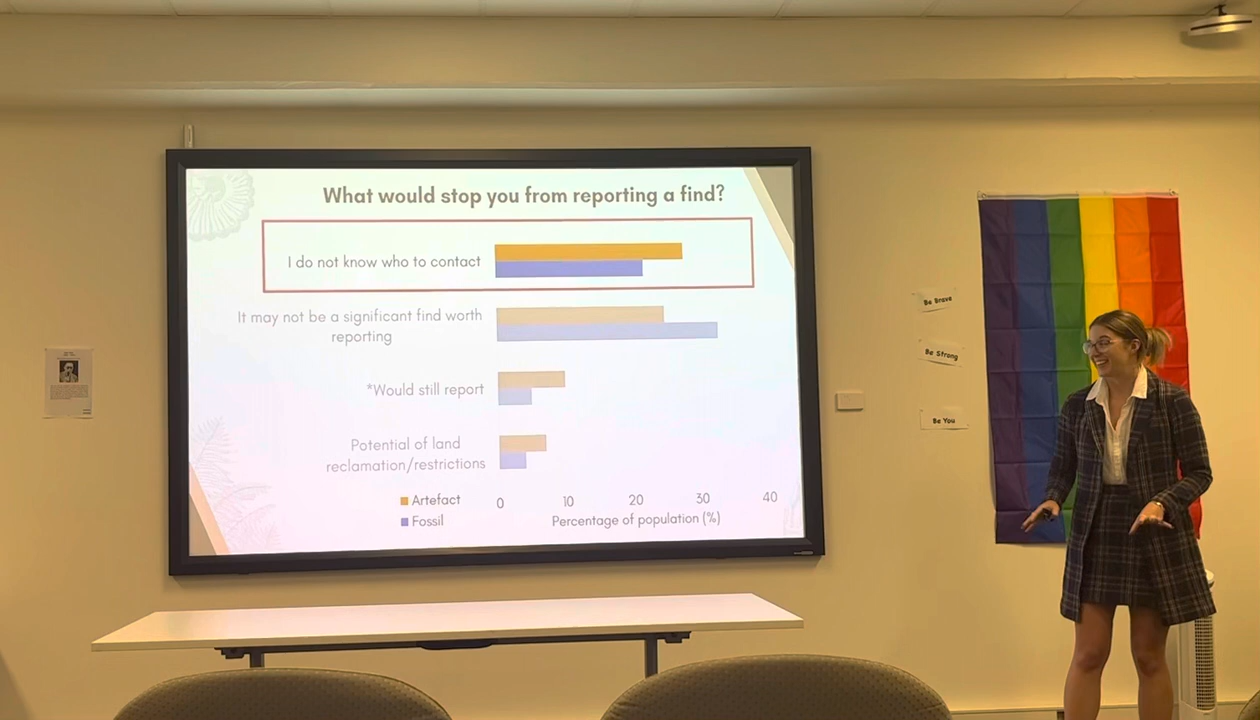 What would stop you from reporting a find?
I do not know who to contact
It may not be a significant find worth
reporting
*Would still report
Potential of land
reclamation/restrictions
Artefact
Fossil
0 10 20 30 40
Percentage of population (%)
Be Brave
Be Strong
Be You